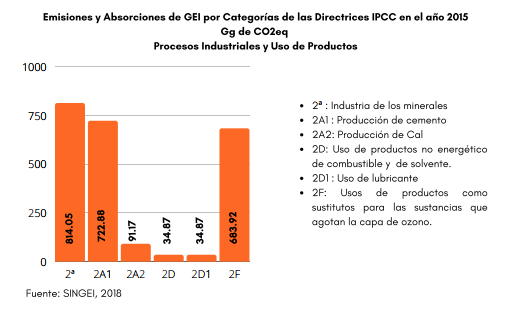 Emisiones y Absorciones de GEI por Categorías de las Directrices IPCC en el año 2015
Gg de CO2eq
Procesos Industriales y Uso de Productos
1000
750
500
250
0
814.05
722.88
91.17
34.87
34.87
683.92
2ª
2A1
2A2
2D
2D1
2F
• 2ª : Industria de los minerales
• 2A1 : Producción de cemento
• 2A2: Producción de Cal
• 2D: Uso de productos no energético
de combustible y de solvente.
• 2D1 : Uso de lubricante
• 2F: Usos de productos como
sustitutos para las sustancias que
agotan la capa de ozono.
Fuente: SINGEI, 2018